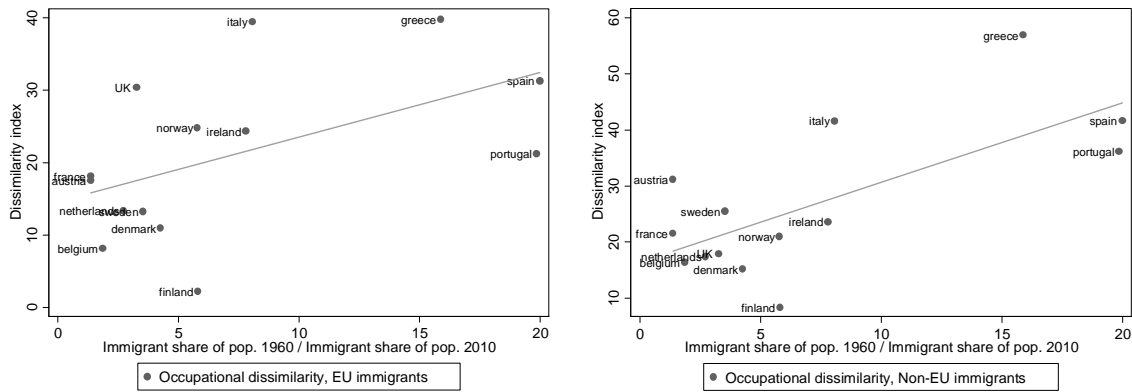 Dissimilarity index
40
30
20
10
0
italy
greece
UK
spain
norway
ireland
portugal
france
austria
netherlands
sweden
denmark
belgium
finland
0 5 10 15 20
Immigrant share of pop. 1960 / Immigrant share of pop. 2010
Occupational dissimilarity, EU immigrants
Dissimilarity index
60
50
40
30
20
10
greece
italy
spain
portugal
austria
sweden
ireland
france
norway
UK
netherlands
belgium
denmark
finland
0 5 10 15 20
Immigrant share of pop. 1960 / Immigrant share of pop. 2010
Occupational dissimilarity, Non-EU immigrants